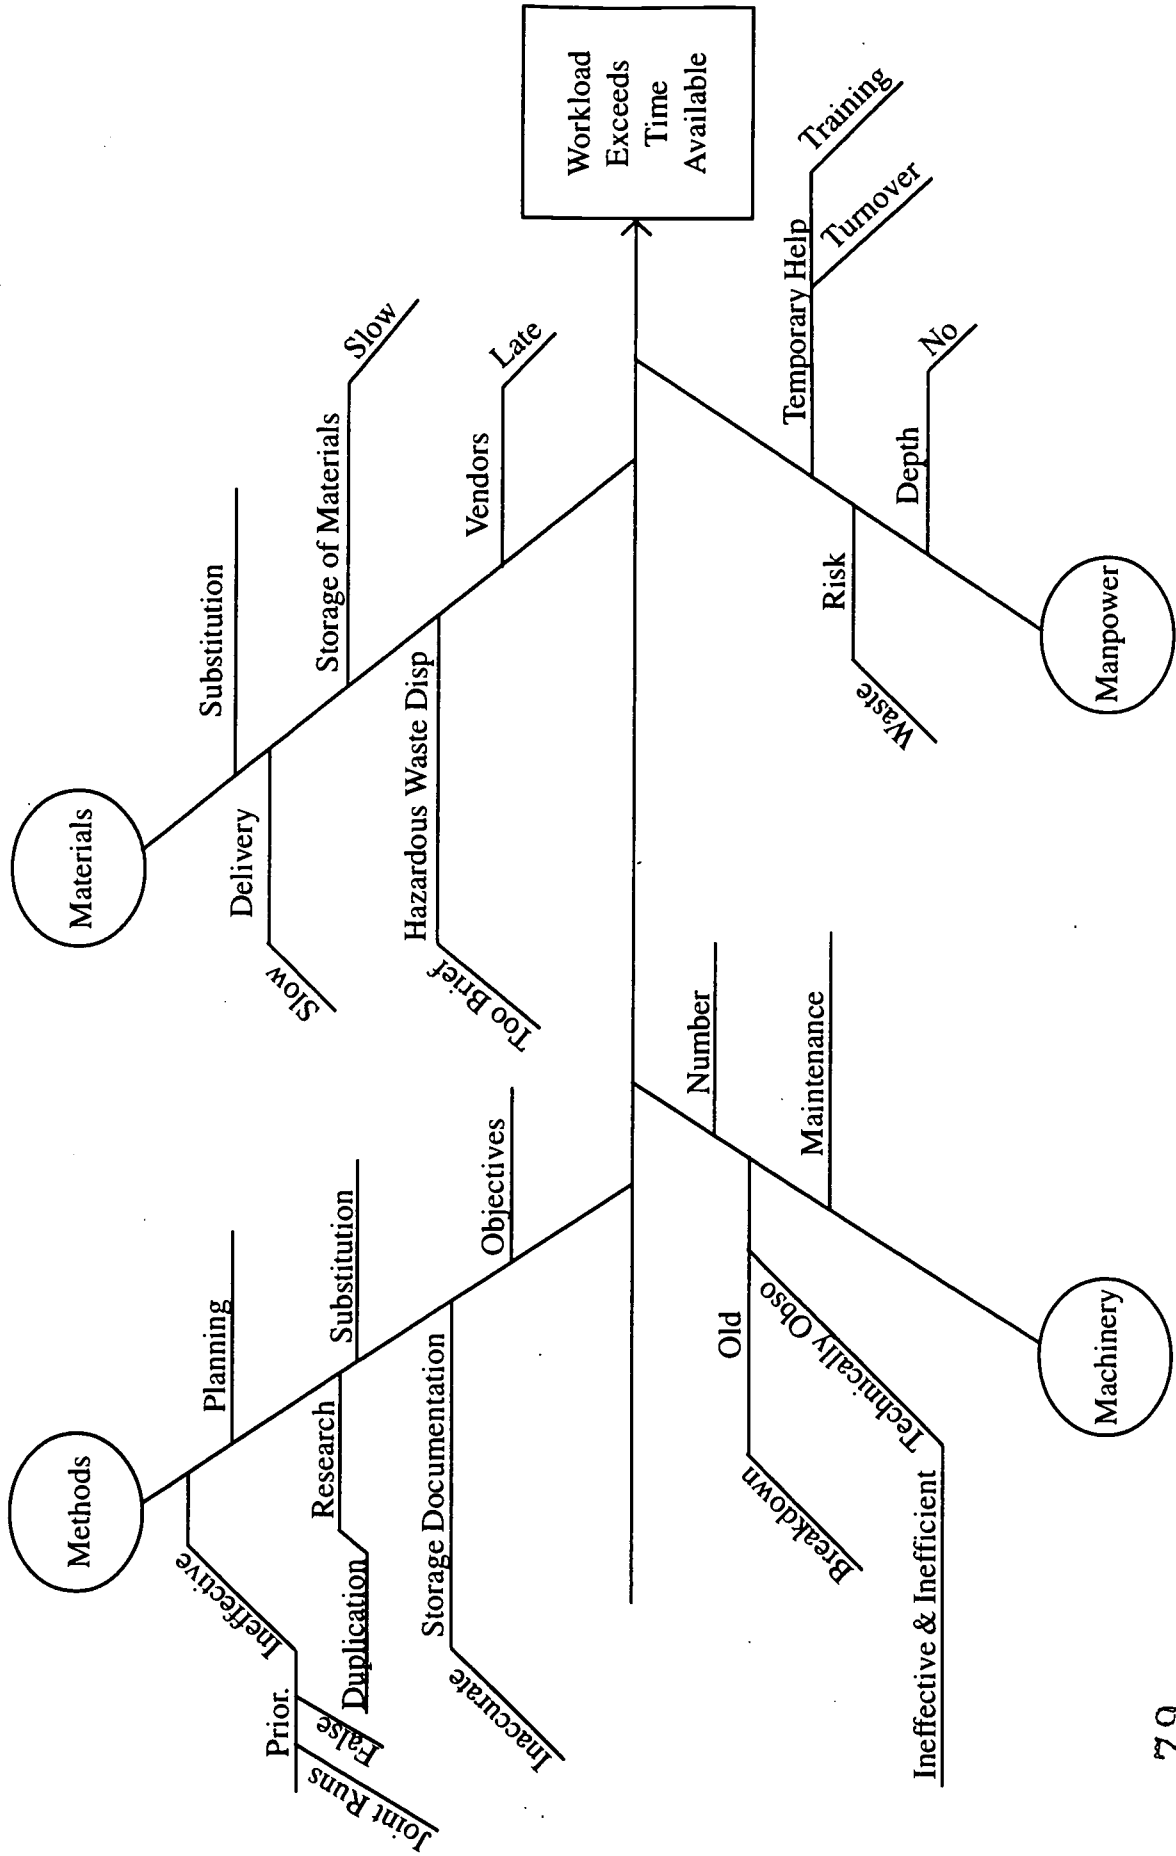 Methods
Planning
Ineffective
Prior.
False
Joint Runs
Substitution
Research
Duplication
Storage Documentation
Inaccurate
Objectives
Materials
Substitution
Delivery
Slow
Storage of Materials
Slow
Hazardous Waste Disp
Too Brief
Vendors
Late
Workload
Exceeds
Time
Available
Machinery
Number
Old
Breakdown
Technically Obso
Ineffective & Inefficient
Maintenance
Manpower
Temporary Help
Training
Turnover
Risk
Waste
Depth
No
79